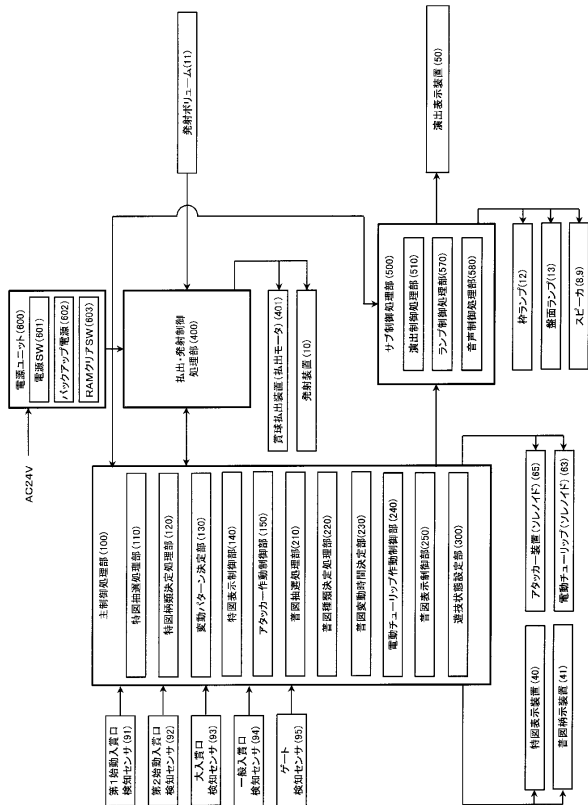 電源ユニット(600)
電源SW(601)
バックアップ電源(602)
RAMクリアSW(603)
AC24V
発射ボリューム(11)
払出・発射制御
処理部(400)
賞球払出装置(払出モータ)(401)
発射装置(10)
主制御処理部(100)
特図抽選処理部(110)
特図柄類決定処理部(120)
変動パターン決定部(130)
特図表示制御部(140)
アタッカー作動制御部(150)
普図抽選処理部(210)
普図種類決定処理部(220)
普図変動時間決定部(230)
電動チューリップ作動制御部(240)
普図表示制御部(250)
遊技状態設定部(300)
第1始動入賞口
検知センサ(91)
第2始動入賞口
検知センサ(92)
大入賞口
検知センサ(93)
一般入賞口
検知センサ(94)
ゲート
検知センサ(95)
サブ制御処理部(500)
演出制御処理部(510)
ランプ制御処理部(570)
音声制御処理部(580)
演出表示装置(50)
枠ランプ(12)
盤面ランプ(13)
スピーカ(8,9)
アタッカー装置(ソレノイド)(65)
電動チューリップ(ソレノイド)(63)
特図表示装置(40)
普図柄示装置(41)